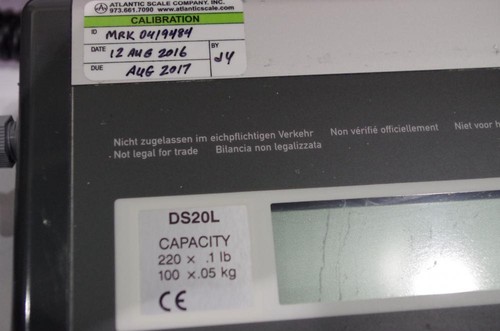 ATLANTIC SCALE COMPANY, INC.
973.661.7090 www.atlanticscale.com
CALIBRATION
ID MRK 0419484
DATE 12 AUG 2016
BY JY
DUE AUG 2017
Nicht zugelassen im eichpflichtigen Verkehr Non vérifié officiellement Niet voor h
Not legal for trade Bilancia non legalizzata
DS20L
CAPACITY
220 x .1 lb
100 x .05 kg
CE